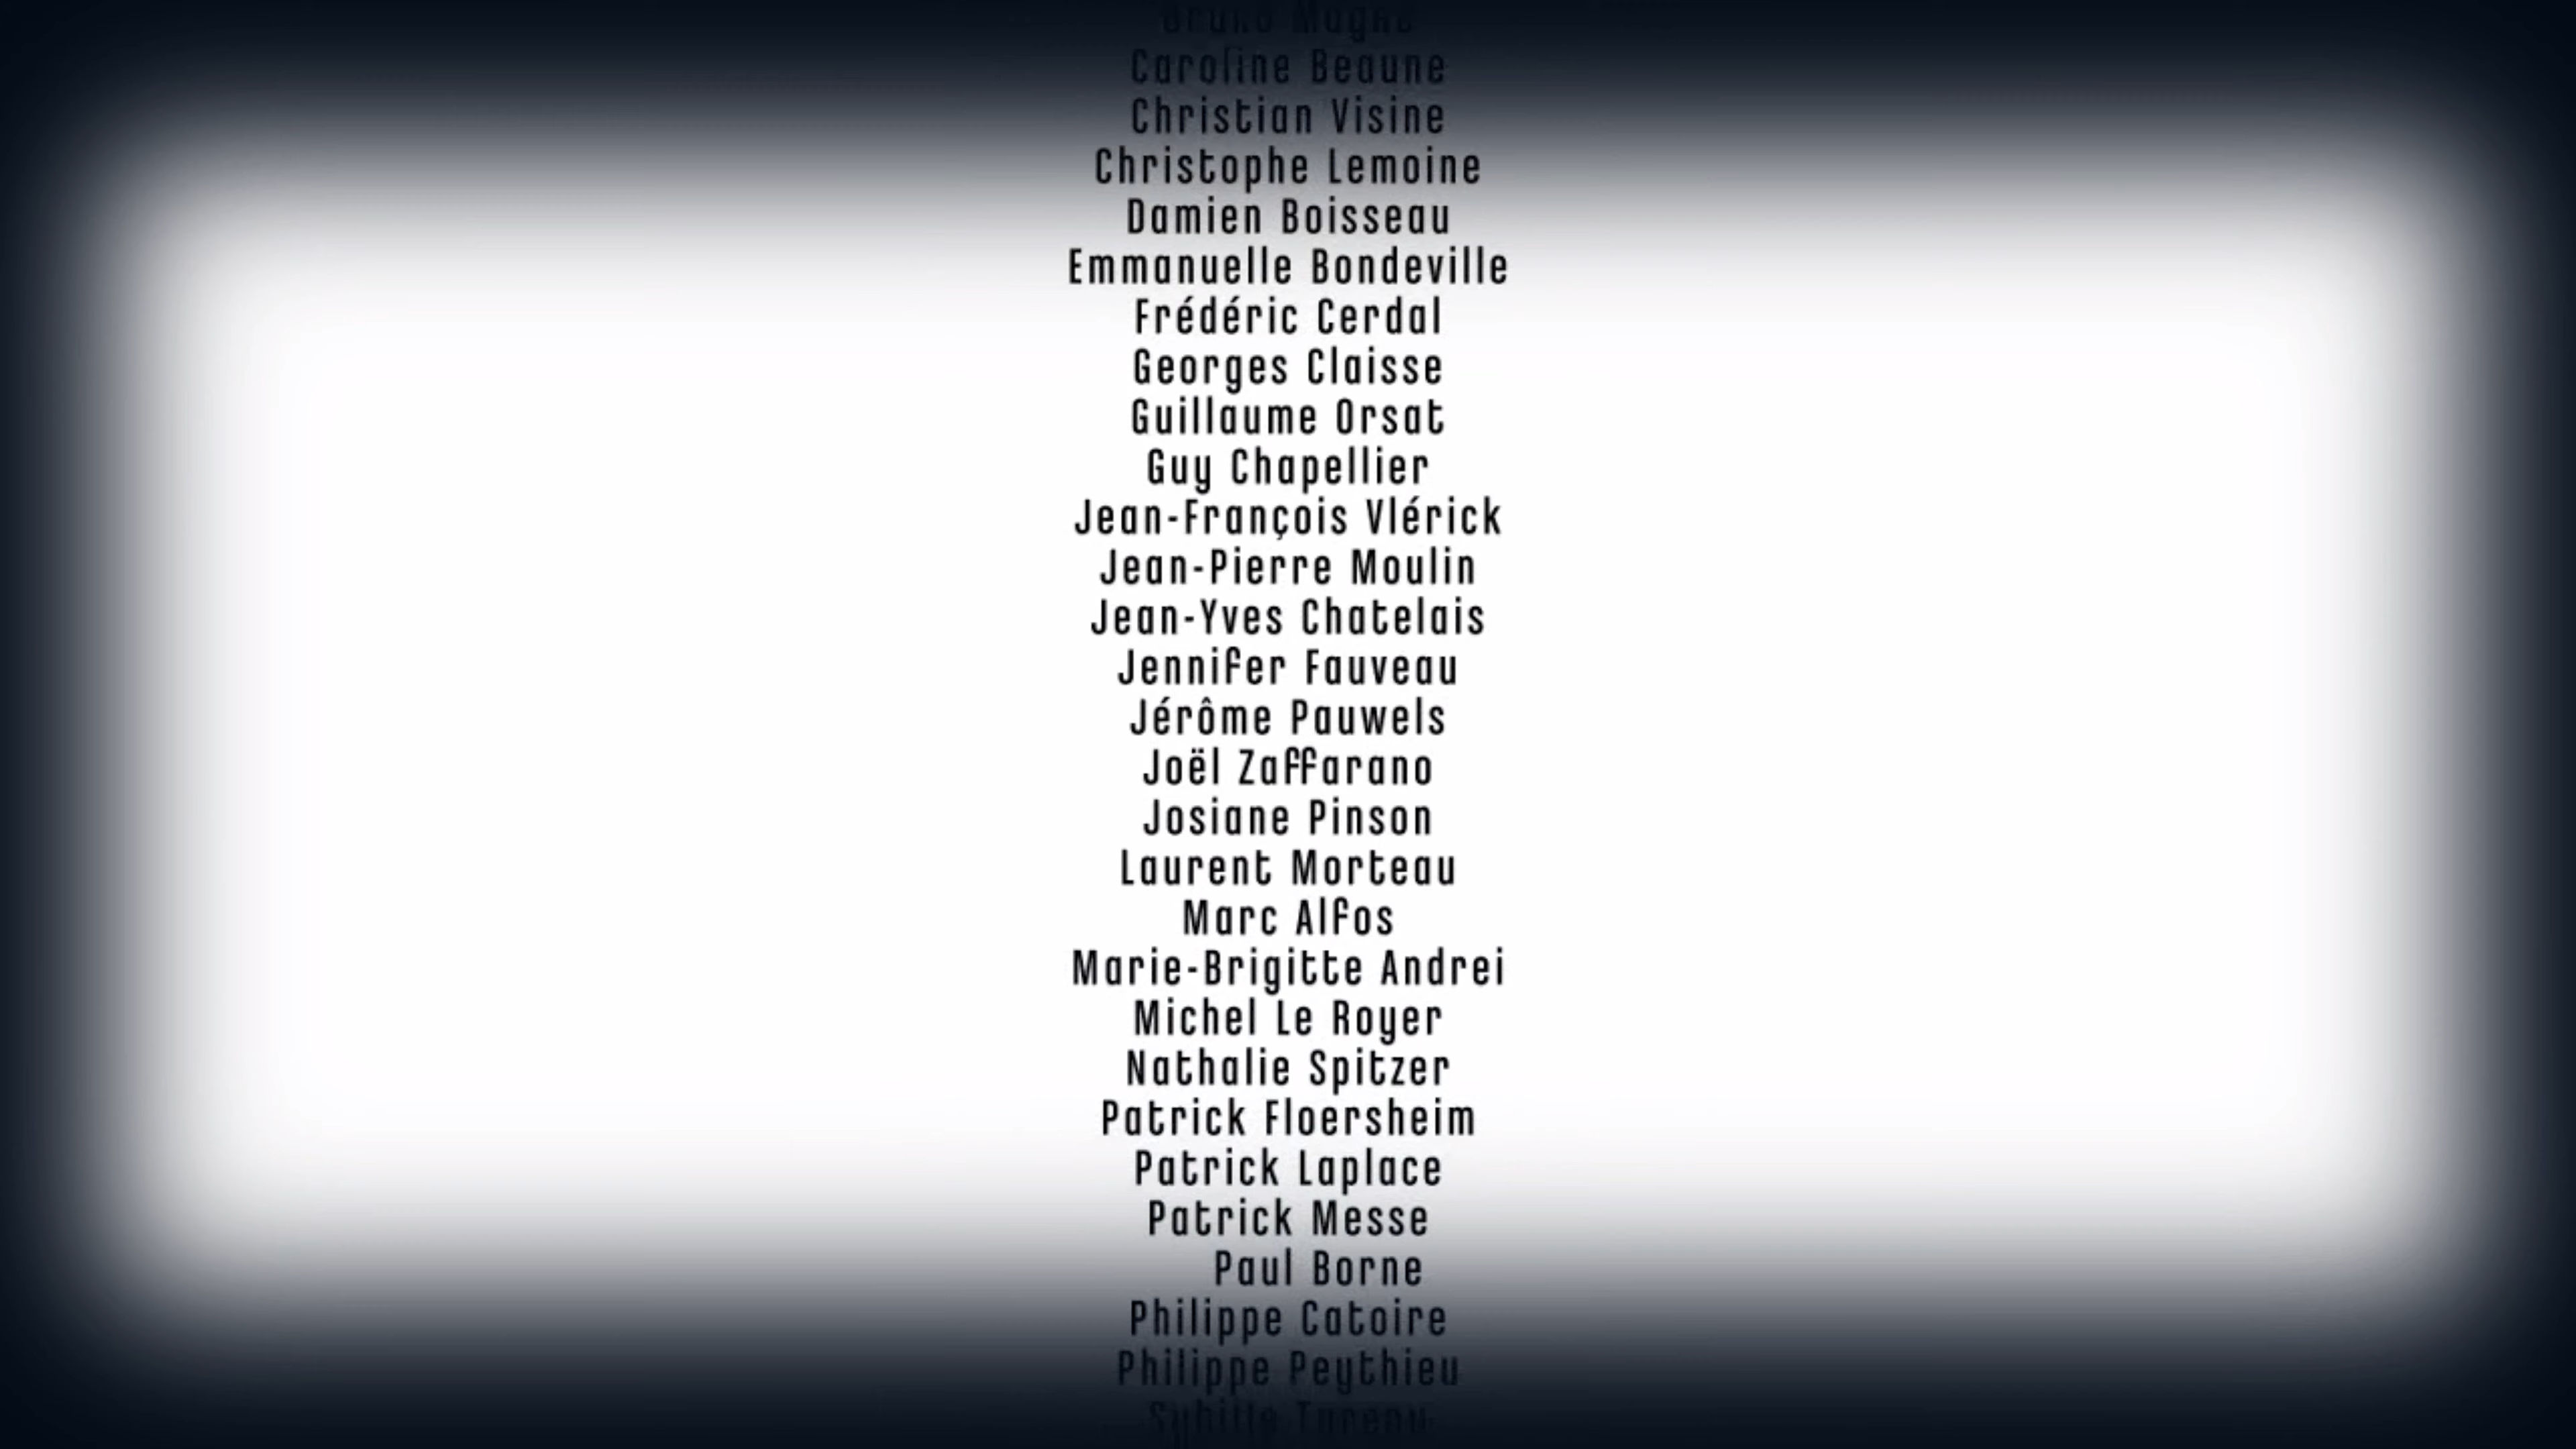 Bruno Magne
Caroline Beaune
Christian Visine
Christophe Lemoine
Damien Boisseau
Emmanuelle Bondeville
Frédéric Cerdal
Georges Claisse
Guillaume Orsat
Guy Chapellier
Jean-François Vlérick
Jean-Pierre Moulin
Jean-Yves Chatelais
Jennifer Fauveau
Jérôme Pauwels
Joël Zaffarano
Josiane Pinson
Laurent Morteau
Marc Alfos
Marie-Brigitte Andrei
Michel Le Royer
Nathalie Spitzer
Patrick Floersheim
Patrick Laplace
Patrick Messe
Paul Borne
Philippe Catoire
Philippe Peythieu